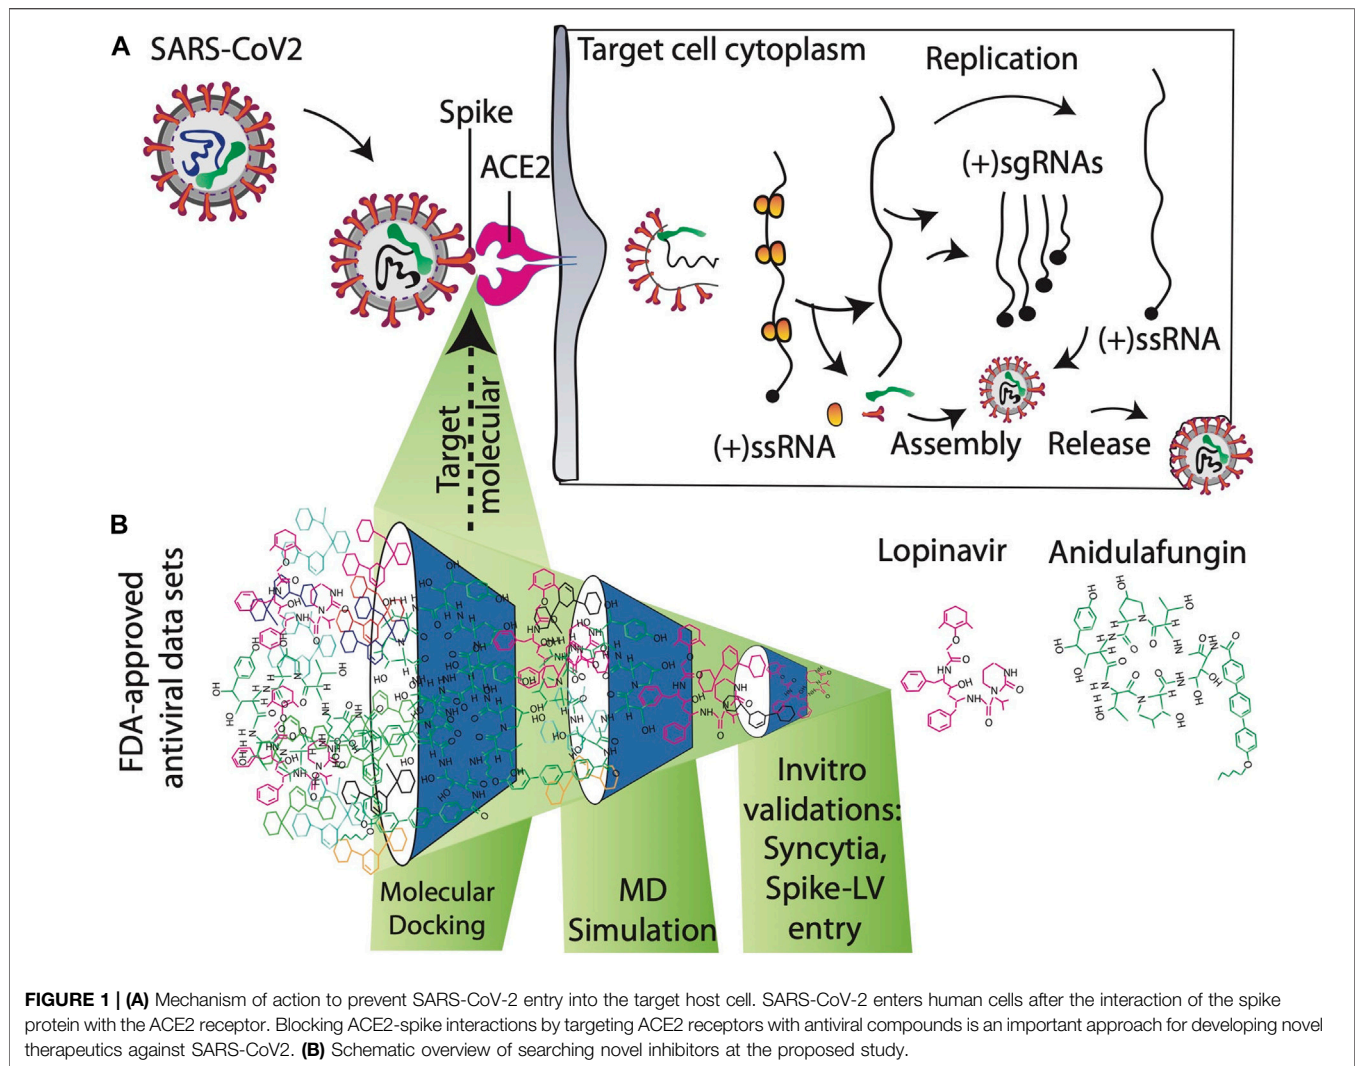 A SARS-CoV2
Spike
ACE2
Target cell cytoplasm
Replication
(+)sgRNAs
(+)ssRNA
(+)ssRNA
Assembly
Release
Target
molecular
B
FDA-approved
antiviral data sets
Molecular
Docking
MD
Simulation
Invitro
validations:
Syncytia,
Spike-LV
entry
Lopinavir
Anidulafungin
FIGURE 1 | (A) Mechanism of action to prevent SARS-CoV-2 entry into the target host cell. SARS-CoV-2 enters human cells after the interaction of the spike
protein with the ACE2 receptor. Blocking ACE2-spike interactions by targeting ACE2 receptors with antiviral compounds is an important approach for developing novel
therapeutics against SARS-CoV2. (B) Schematic overview of searching novel inhibitors at the proposed study.